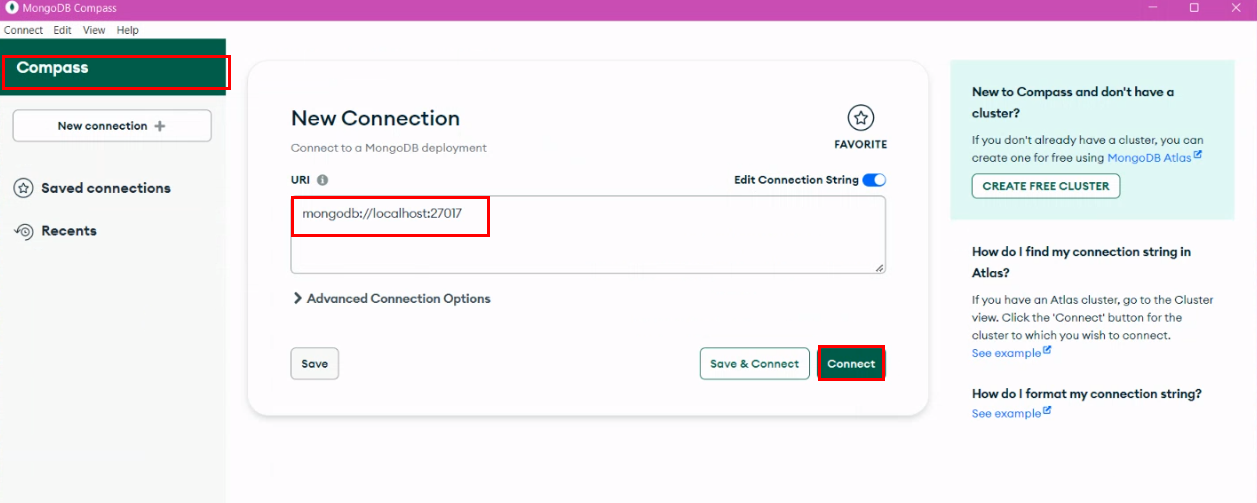 MongoDB Compass
Connect Edit View Help
Compass
New connection
Saved connections
Recents
New Connection
Connect to a MongoDB deployment
FAVORITE
URI
Edit Connection String
mongodb://localhost:27017
Advanced Connection Options
Save
Save & Connect
Connect
New to Compass and don't have a
cluster?
If you don't already have a cluster, you can
create one for free using MongoDB Atlas
CREATE FREE CLUSTER
How do I find my connection string in
Atlas?
If you have an Atlas cluster, go to the Cluster
view. Click the 'Connect' button for the
cluster to which you wish to connect.
See example
How do I format my connection string?
See example